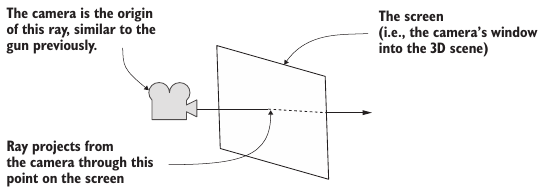 The camera is the origin
of this ray, similar to the
gun previously.
The screen
(i.e., the camera's window
into the 3D scene)
Ray projects from
the camera through this
point on the screen